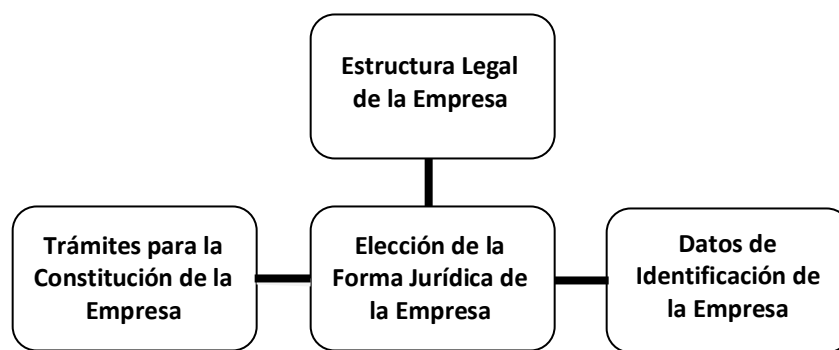 Estructura Legal
de la Empresa
Trámites para la
Constitución de la
Empresa
Elección de la
Forma Jurídica de
la Empresa
Datos de
Identificación de
la Empresa